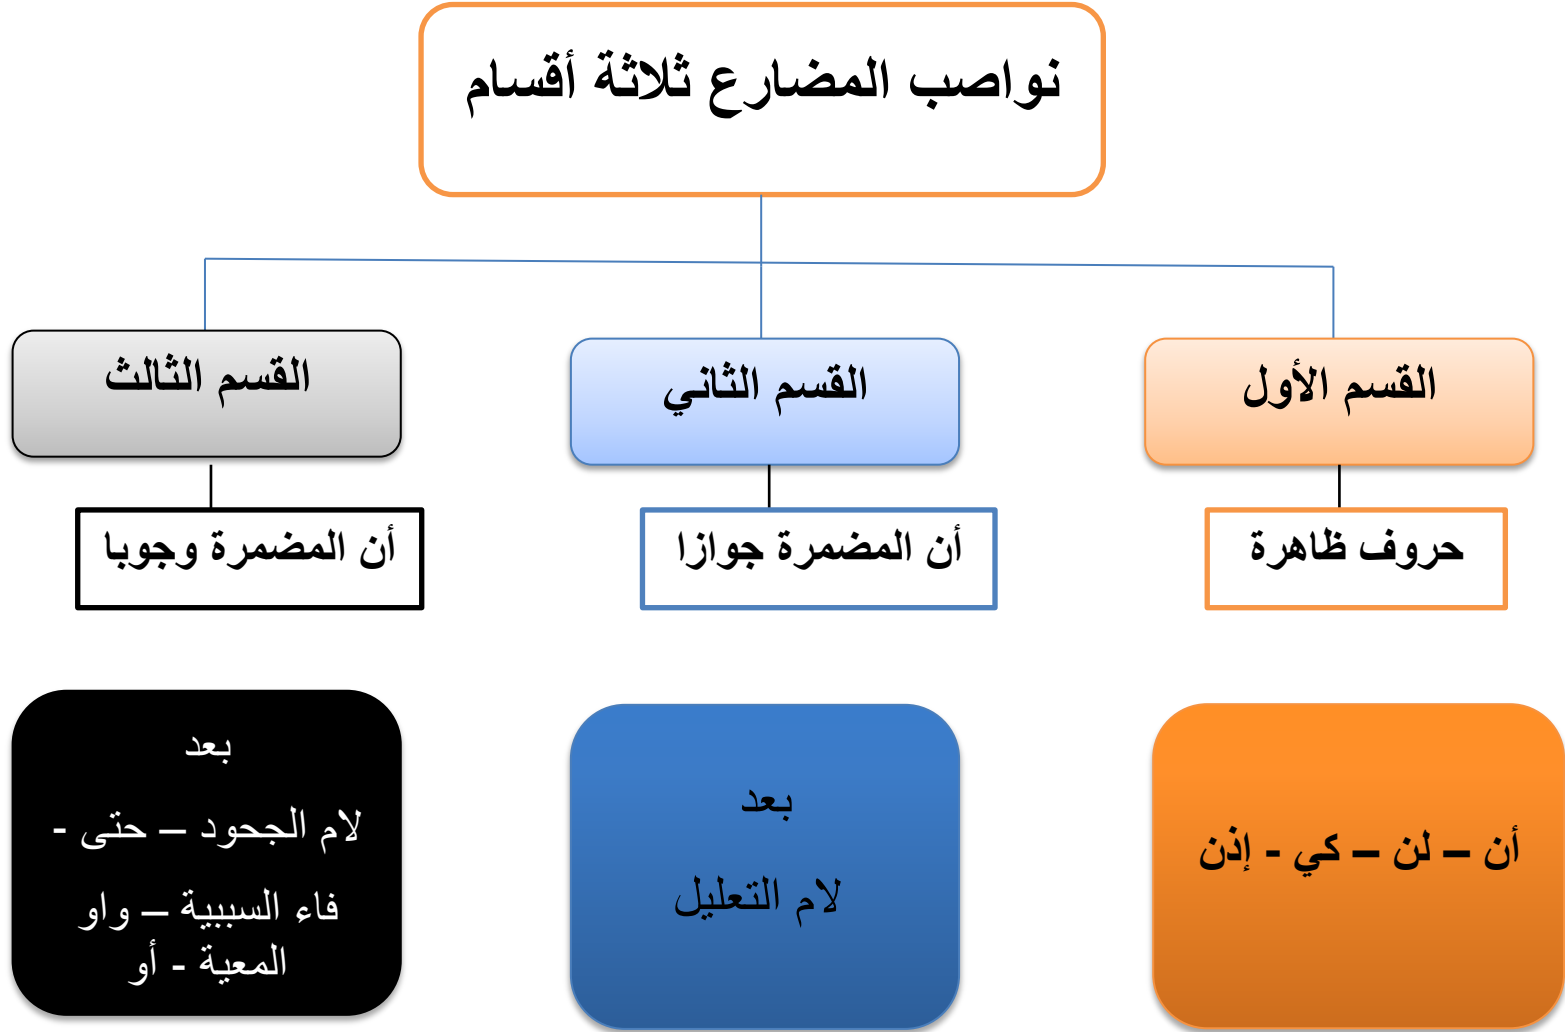 نواصب المضارع ثلاثة أقسام
القسم الأول
القسم الثاني
القسم الثالث
حروف ظاهرة
أن المضمرة جوازا
أن المضمرة وجوبا
أن – لن – كي - إذن
بعد
لام التعليل
بعد
لام الجحود – حتى -
فاء السببية – واو
المعية - أو